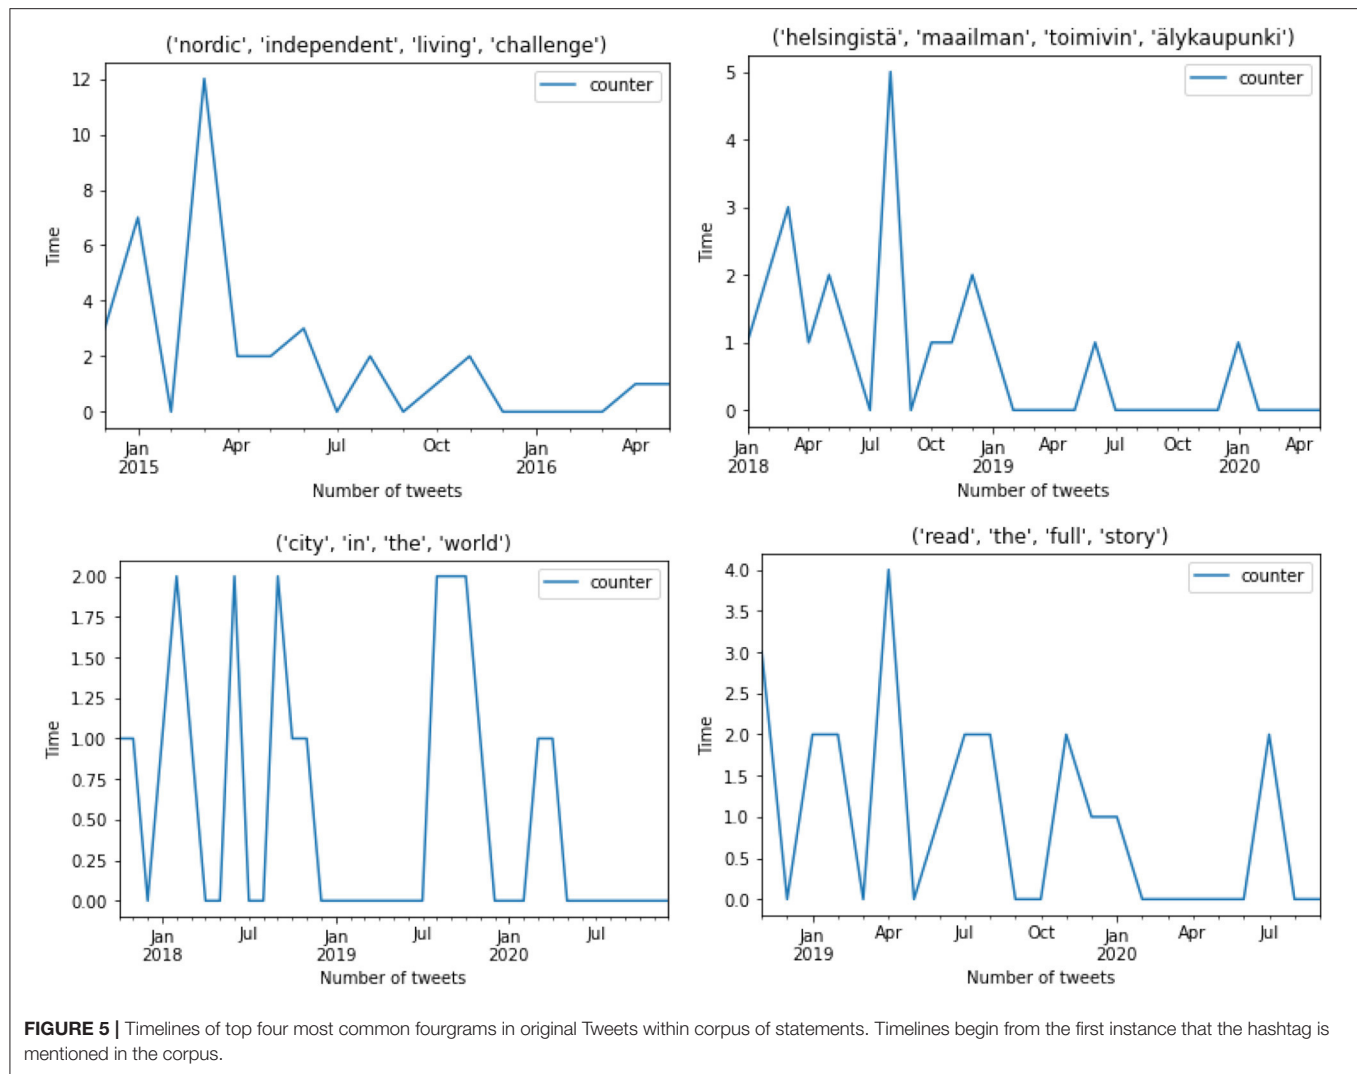 ('nordic', 'independent', 'living', 'challenge')
counter
12
10
8
6
4
2
0
Time
Jan
2015
Apr
Jul
Oct
Jan
2016
Apr
Number of tweets
('helsingistä', 'maailman', 'toimivin', 'älykaupunki')
counter
5
4
3
2
1
0
Time
Jan
2018
Apr
Jul
Oct
Jan
2019
Apr
Jul
Oct
Jan
2020
Apr
Number of tweets
('city', 'in', 'the', 'world')
counter
2.00
1.75
1.50
1.25
1.00
0.75
0.50
0.25
0.00
Time
Jan
2018
Jul
Jan
2019
Jul
Jan
2020
Jul
Number of tweets
('read', 'the', 'full', 'story')
counter
4.0
3.5
3.0
2.5
2.0
1.5
1.0
0.5
0.0
Time
Jan
2019
Apr
Jul
Oct
Jan
2020
Apr
Jul
Number of tweets
FIGURE 5 | Timelines of top four most common fourgrams in original Tweets within corpus of statements. Timelines begin from the first instance that the hashtag is
mentioned in the corpus.